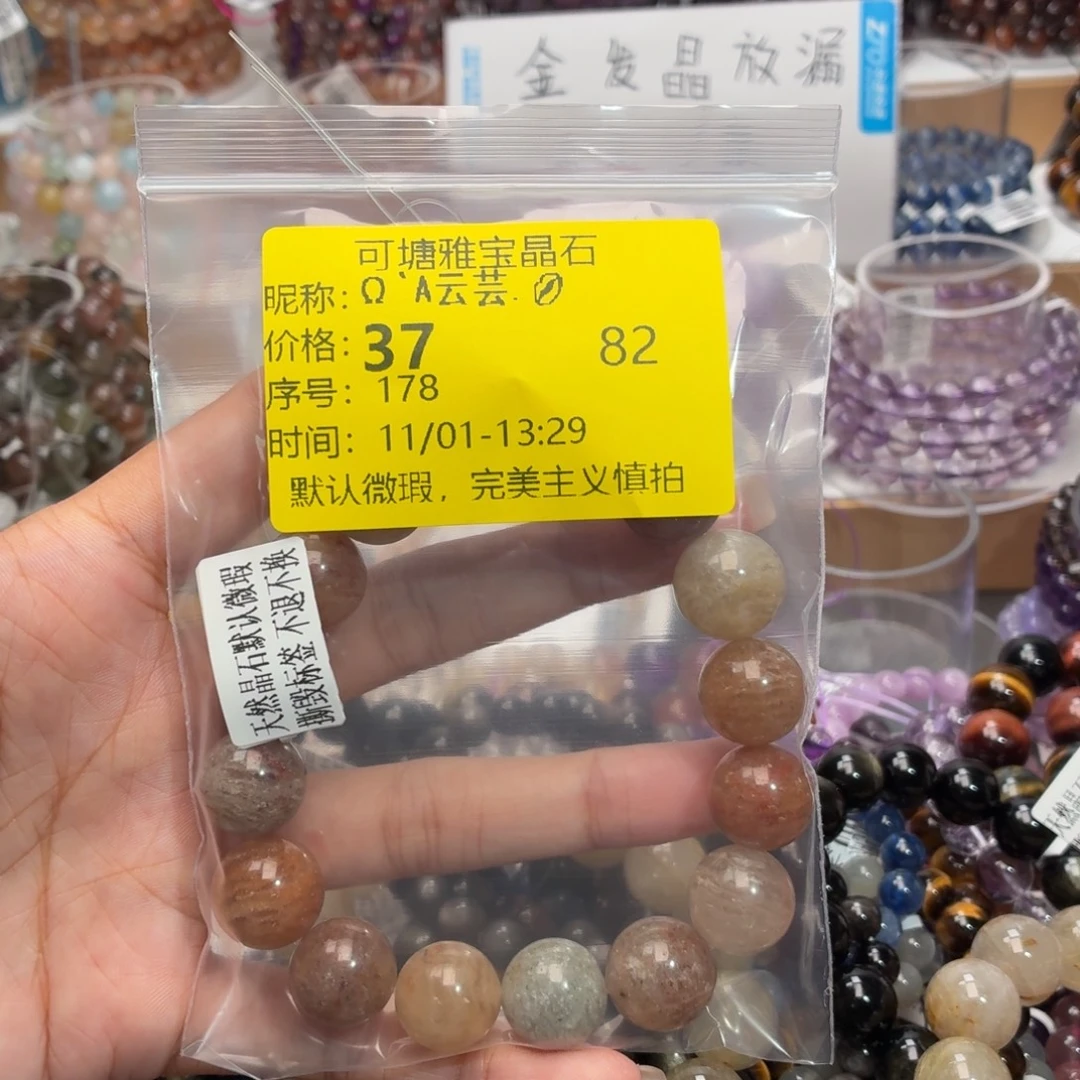 金发晶放漏
可塘雅宝晶石
昵称：Ω`A云芸.
价格：37 82
序号：178
时间：11/01-13:29
默认微瑕，完美主义慎拍
天然晶石默认微瑕
撕毁标签 不退不换